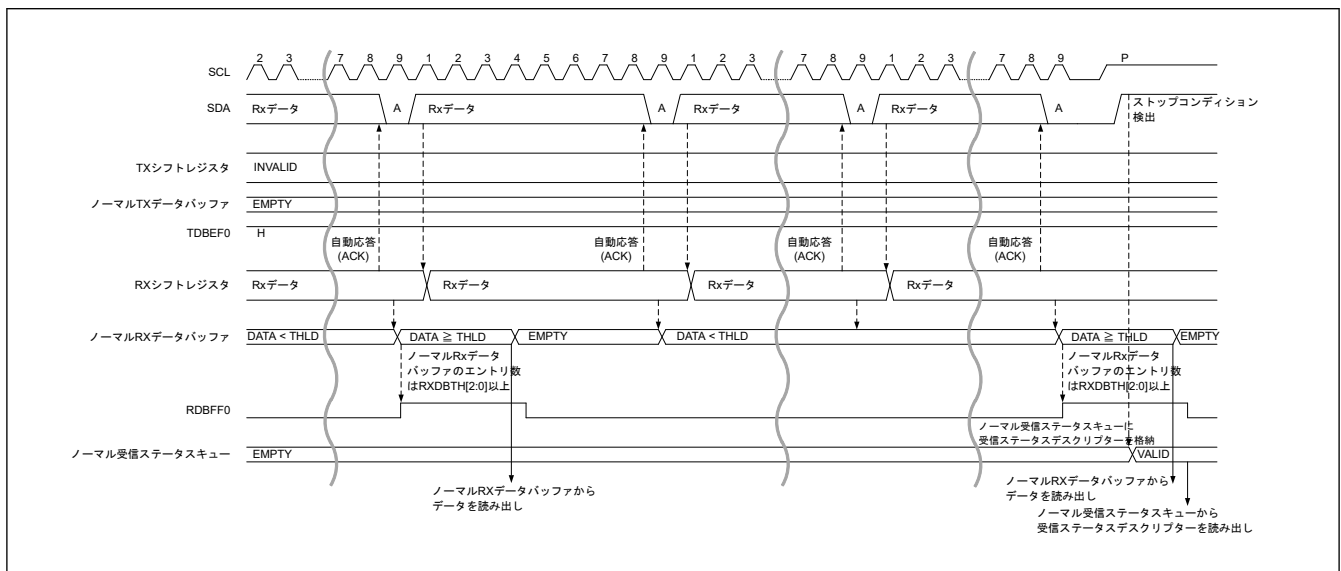 2 3 7 8 9 1 2 3 4 5 6 7 8 9 1 2 3 7 8 9 1 2 3 7 8 9 P
SCL
SDA Rxデータ A Rxデータ A Rxデータ A Rxデータ A ストップコンディション
検出
TXシフトレジスタ INVALID
ノーマルTXデータバッファ EMPTY
TDBEF0 H
自動応答 自動応答 自動応答 自動応答
(ACK) (ACK) (ACK) (ACK)
RXシフトレジスタ Rxデータ Rxデータ Rxデータ Rxデータ
ノーマルRXデータバッファ DATA < THLD DATA ≧ THLD EMPTY DATA < THLD DATA ≧ THLD EMPTY
ノーマルRxデータ
バッファのエントリ数
はRXDBTH[2:0]以上
ノーマルRxデータ
バッファのエントリ数
はRXDBTH[2:0]以上
RDBFF0
ノーマル受信ステータスキューに
受信ステータスデスクリプターを格納
ノーマル受信ステータスキュー EMPTY VALID
ノーマルRXデータバッファから
データを読み出し
ノーマルRXデータバッファから
データを読み出し
ノーマル受信ステータスキューから
受信ステータスデスクリプターを読み出し